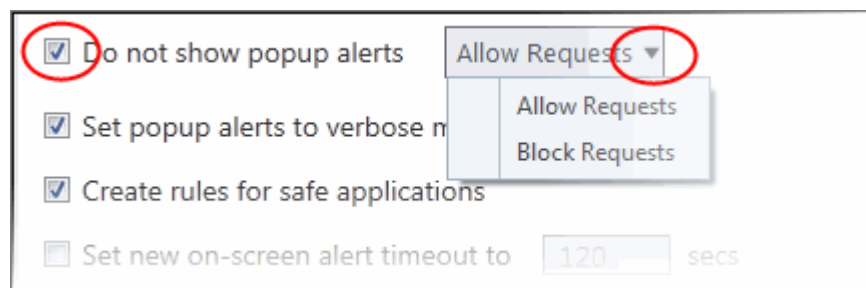 Do not show popup alerts Allow Requests
Allow Requests
Set popup alerts to verbose m
Block Requests
Create rules for safe applications
Set new on-screen alert timeout to 120 secs